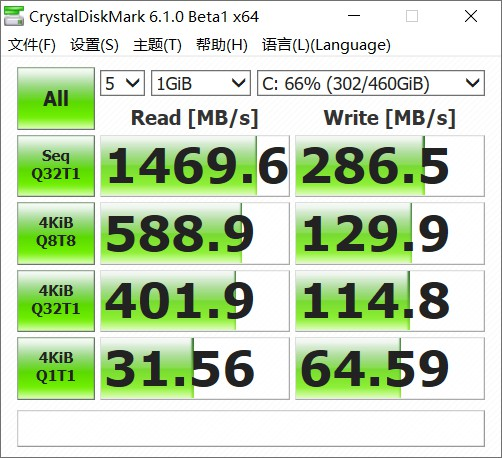 CrystalDiskMark 6.1.0 Beta1 x64
文件(F) 设置(S) 主题(T) 帮助(H) 语言(L)(Language)
All 5 1GiB C: 66% (302/460GiB)
Read [MB/s] Write [MB/s]
Seq
Q32T1 1469.6 286.5
4KiB
Q8T8 588.9 129.9
4KiB
Q32T1 401.9 114.8
4KiB
Q1T1 31.56 64.59